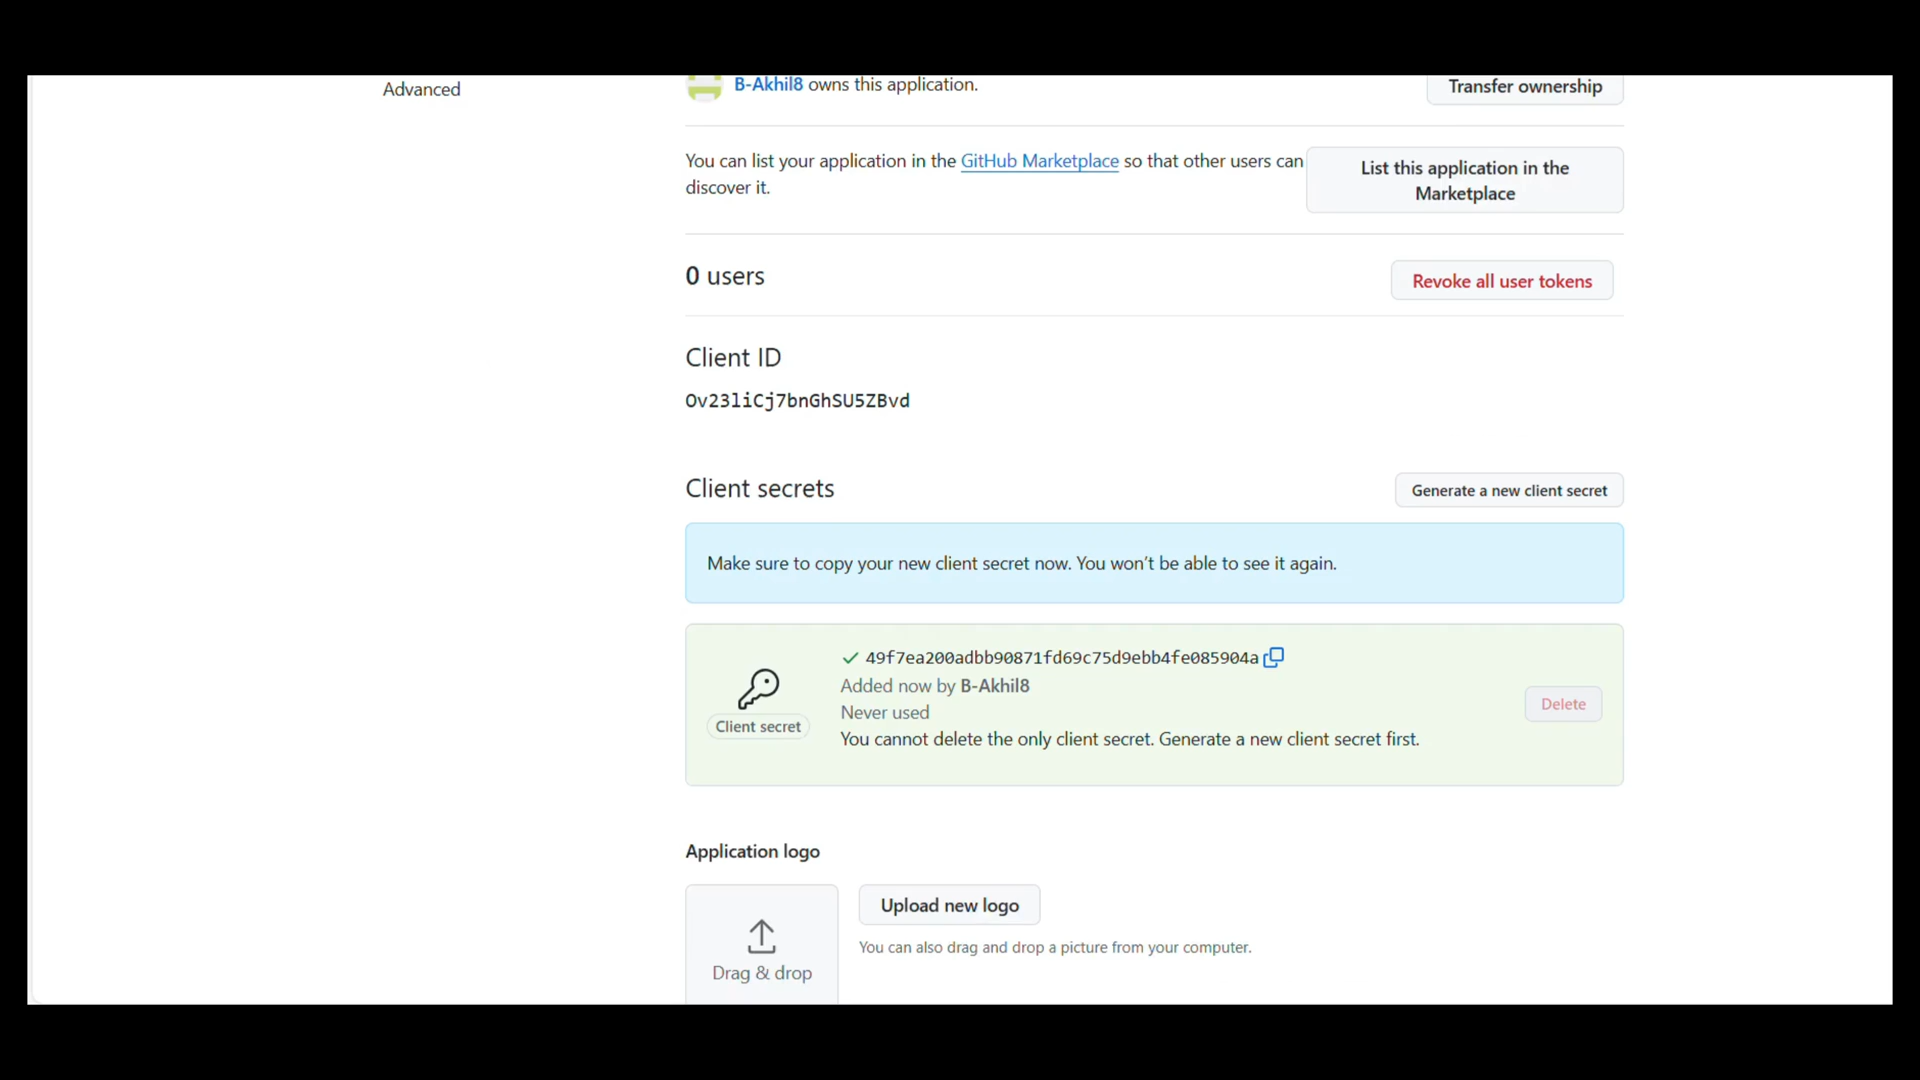 Advanced
B-Akhil8 owns this application.
Transfer ownership
You can list your application in the GitHub Marketplace so that other users can
discover it.
List this application in the
Marketplace
0 users
Revoke all user tokens
Client ID
Ov23liCj7bnGhSU5ZBvd
Client secrets
Generate a new client secret
Make sure to copy your new client secret now. You won't be able to see it again.
49f7ea200adbb90871fd69c75d9ebb4fe085904a
Added now by B-Akhil8
Never used
You cannot delete the only client secret. Generate a new client secret first.
Client secret
Delete
Application logo
Drag & drop
Upload new logo
You can also drag and drop a picture from your computer.